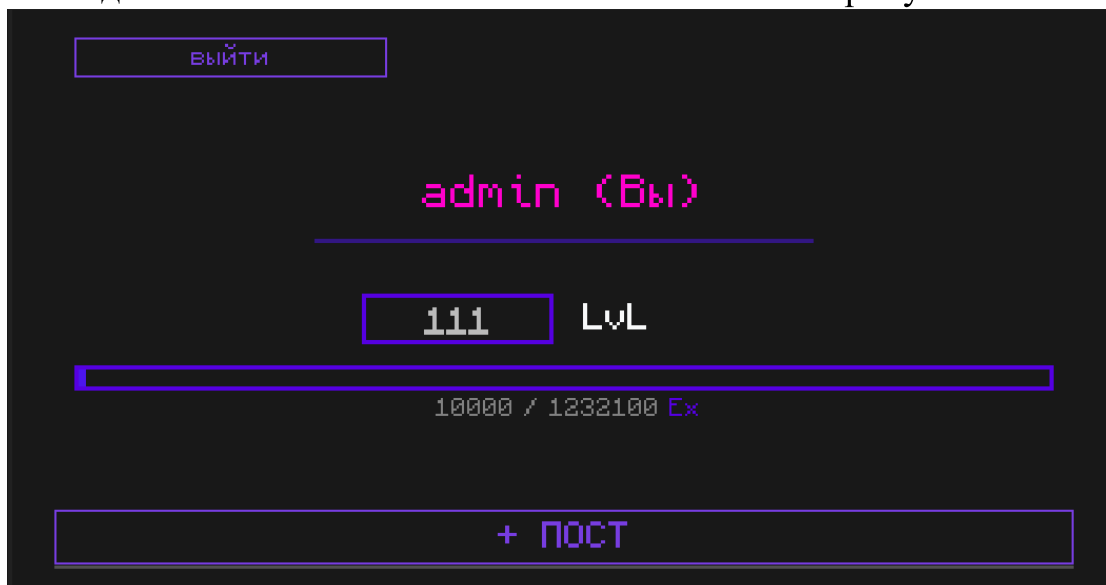 выйти
admin (Вы)
111 LvL
10000 / 1232100 Ex
+ ПОСТ